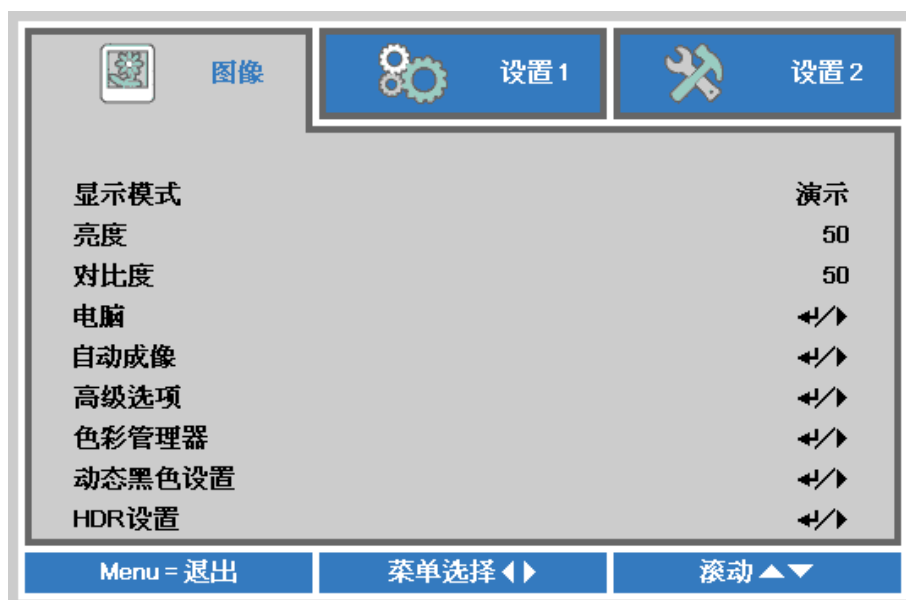 图像 设置1 设置2
显示模式 演示
亮度 50
对比度 50
电脑 ↵/▶
自动成像 ↵/▶
高级选项 ↵/▶
色彩管理器 ↵/▶
动态黑色设置 ↵/▶
HDR设置 ↵/▶
Menu = 退出 菜单选择◀▶ 滚动▲▼